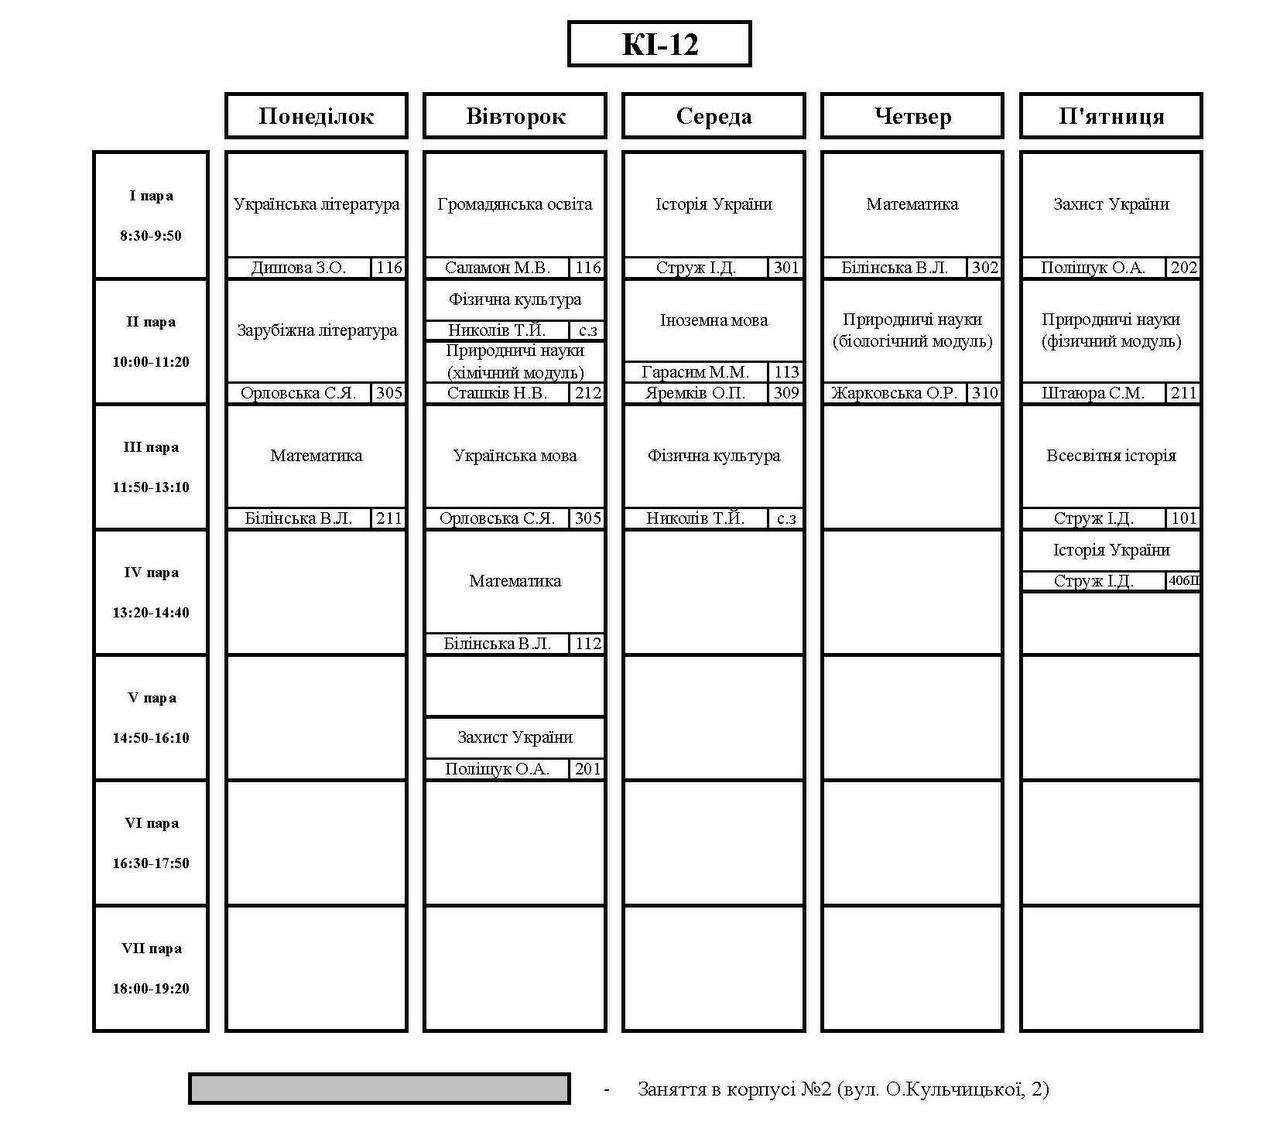 КІ-12
Понеділок Вівторок Середа Четвер П'ятниця
І пара
8:30-9:50
Українська література Громадянська освіта Історія України Математика Захист України
Дишова З.О. 116 Саламон М.В. 116 Струж І.Д. 301 Білінська В.Л. 302 Поліщук О.А. 202
ІІ пара
10:00-11:20
Зарубіжна література
Орловська С.Я. 305
Фізична культура
Николів Т.Й. с.з
Природничі науки
(хімічний модуль)
Сташків Н.В. 212
Іноземна мова
Гарасим М.М. 113
Яремків О.П. 309
Природничі науки
(біологічний модуль)
Жарковська О.Р. 310
Природничі науки
(фізичний модуль)
Штаюра С.М. 211
ІІІ пара
11:50-13:10
Математика Українська мова Фізична культура Всесвітня історія
Білінська В.Л. 211 Орловська С.Я. 305 Николів Т.Й. с.з Струж І.Д. 101
IV пара
13:20-14:40
Математика
Білінська В.Л. 112
Історія України
Струж І.Д. 406П
V пара
14:50-16:10
Захист України
Поліщук О.А. 201
VI пара
16:30-17:50
VII пара
18:00-19:20
- Заняття в корпусі №2 (вул. О.Кульчицької, 2)